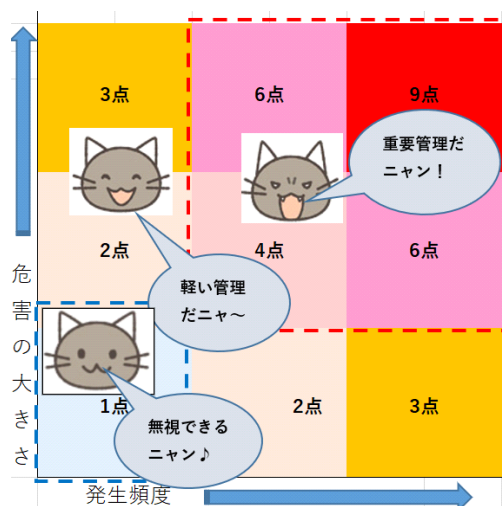 3点
6点
9点
重要管理だ
ニャン！
2点
4点
6点
軽い管理
だニャ～
1点
2点
3点
無視できる
ニャン♪
危害の大きさ
発生頻度